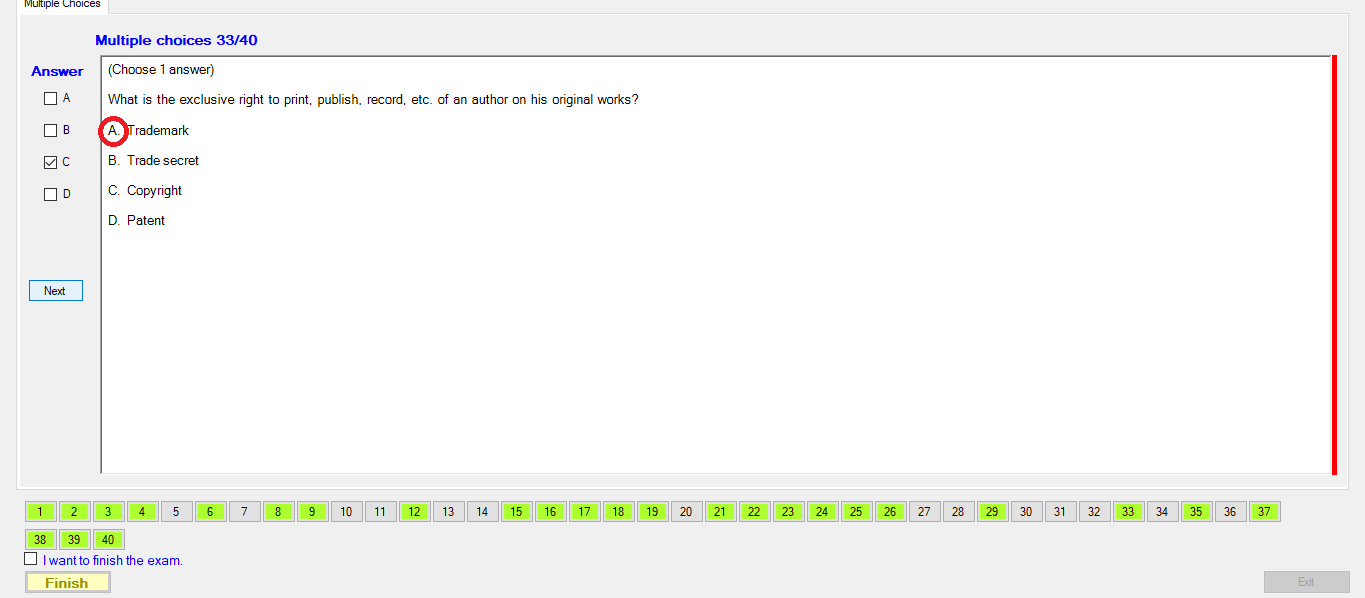 Multiple Choices
Multiple choices 33/40
Answer
A
B
C
D
Next
(Choose 1 answer)
What is the exclusive right to print, publish, record, etc. of an author on his original works?
A. Trademark
B. Trade secret
C. Copyright
D. Patent
1 2 3 4 5 6 7 8 9 10 11 12 13 14 15 16 17 18 19 20 21 22 23 24 25 26 27 28 29 30 31 32 33 34 35 36 37
38 39 40
I want to finish the exam.
Finish
Exit